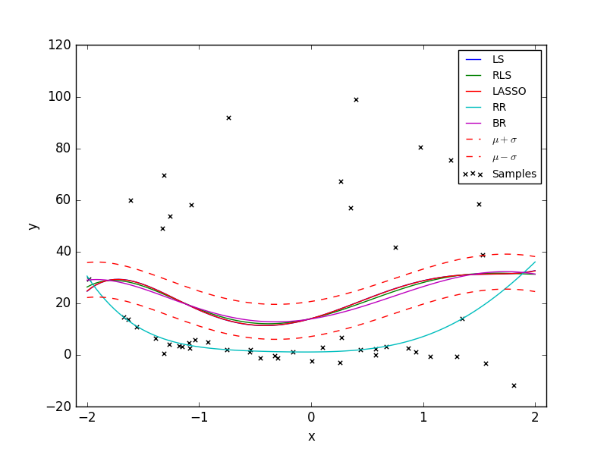 120
100
80
60
40
20
0
−20
y
−2
−1
0
1
2
x
LS
RLS
LASSO
RR
BR
μ + σ
μ − σ
Samples